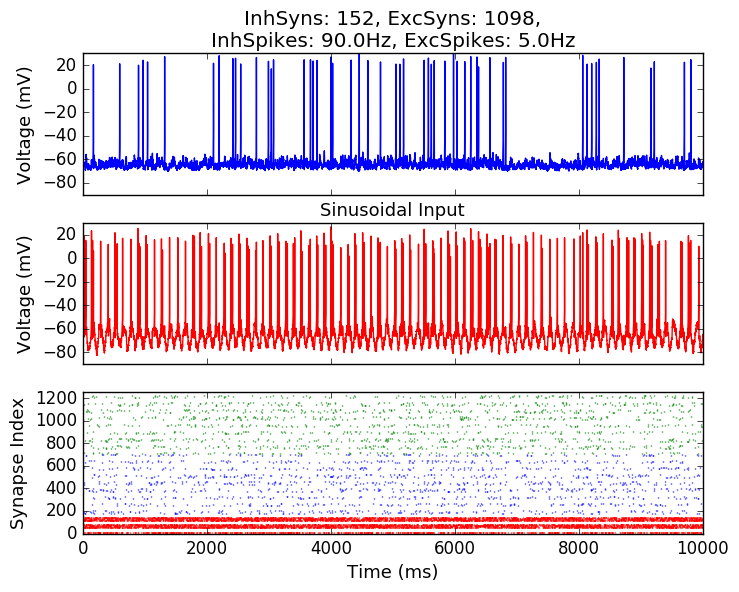 InhSyns: 152, ExcSyns: 1098,
InhSpikes: 90.0Hz, ExcSpikes: 5.0Hz
20
0
−20
−40
−60
−80
Voltage (mV)
Sinusoidal Input
20
0
−20
−40
−60
−80
Voltage (mV)
1200
1000
800
600
400
200
0
Synapse Index
0 2000 4000 6000 8000 10000
Time (ms)